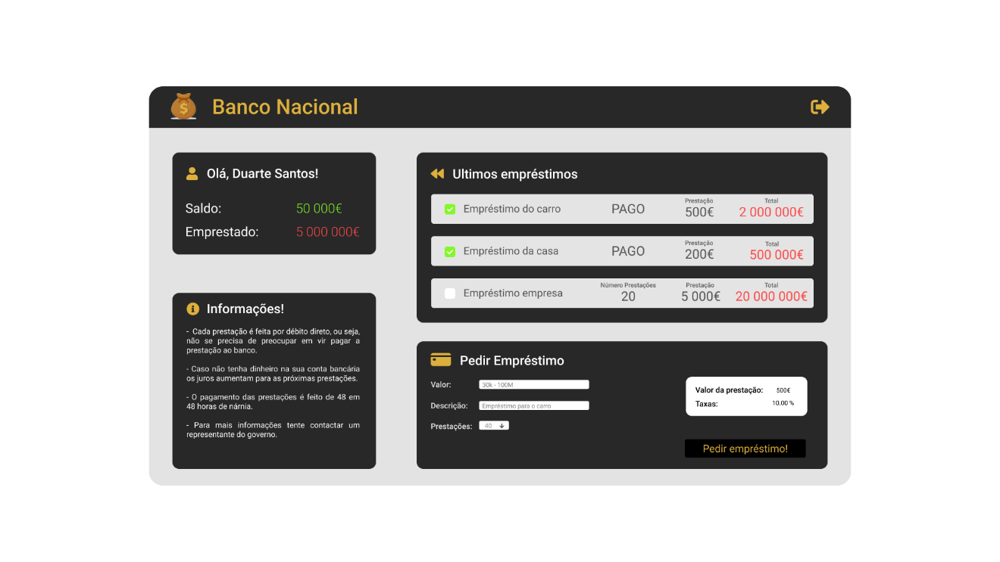 Banco Nacional
Olá, Duarte Santos!
Saldo: 50 000€
Emprestado: 5 000 000€
Informações!
- Cada prestação é feita por débito direto, ou seja,
não se precisa de preocupar em vir pagar a
prestação ao banco.
- Caso não tenha dinheiro na sua conta bancária
os juros aumentam para as próximas prestações.
- O pagamento das prestações é feito de 48 em
48 horas de nárnia.
- Para mais informações tente contactar um
representante do governo.
Ultimos empréstimos
Prestação Total
Empréstimo do carro PAGO 500€ 2 000 000€
Prestação Total
Empréstimo da casa PAGO 200€ 500 000€
Número Prestações Prestação Total
Empréstimo empresa 20 5 000€ 20 000 000€
Pedir Empréstimo
Valor: 30k - 100M
Descrição: Empréstimo para o carro
Prestações: 40
Valor da prestação: 500€
Taxas: 10.00 %
Pedir empréstimo!